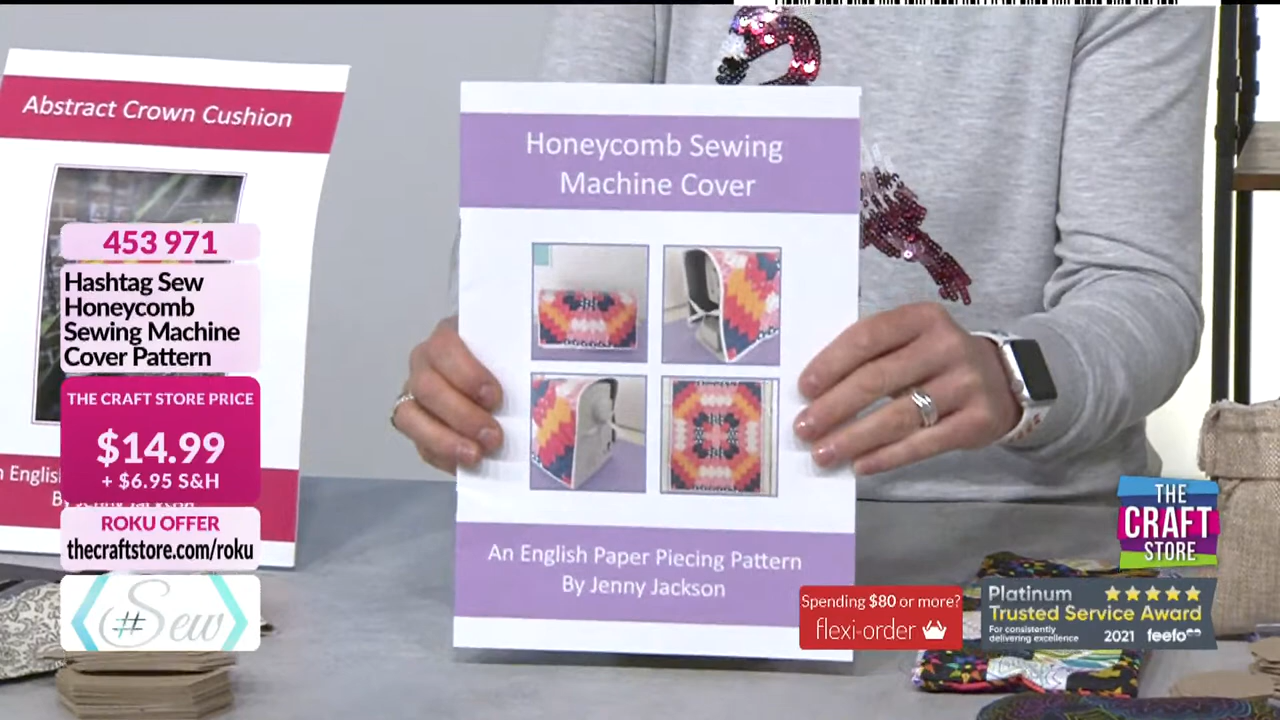 Abstract Crown Cushion
Honeycomb Sewing
Machine Cover
453 971
Hashtag Sew
Honeycomb
Sewing Machine
Cover Pattern
THE CRAFT STORE PRICE
$14.99
+ $6.95 S&H
ROKU OFFER
thecraftstore.com/roku
#Sew
English
An English Paper Piecing Pattern
By Jenny Jackson
THE
CRAFT
STORE
Spending $80 or more?
flexi-order
Platinum
Trusted Service Award
For consistently
delivering excellence
2021 feefo